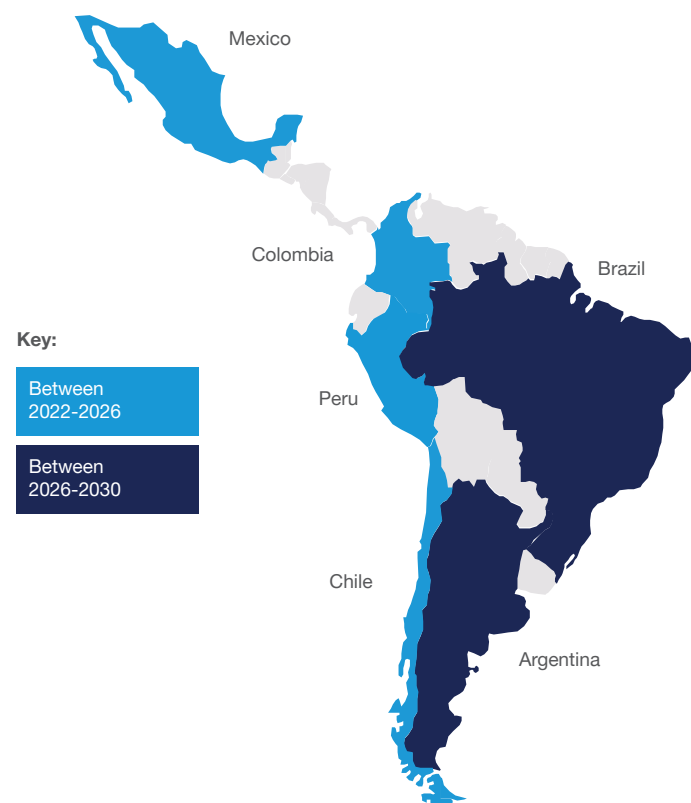 Mexico
Colombia
Brazil
Key:
Between
2022-2026
Peru
Between
2026-2030
Chile
Argentina